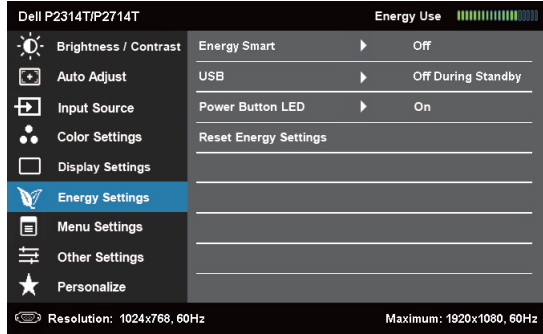 Dell P2314T/P2714T Energy Use
Brightness / Contrast Energy Smart Off
Auto Adjust USB Off During Standby
Input Source Power Button LED On
Color Settings Reset Energy Settings
Display Settings
Energy Settings
Menu Settings
Other Settings
Personalize
Resolution: 1024x768, 60Hz Maximum: 1920x1080, 60Hz